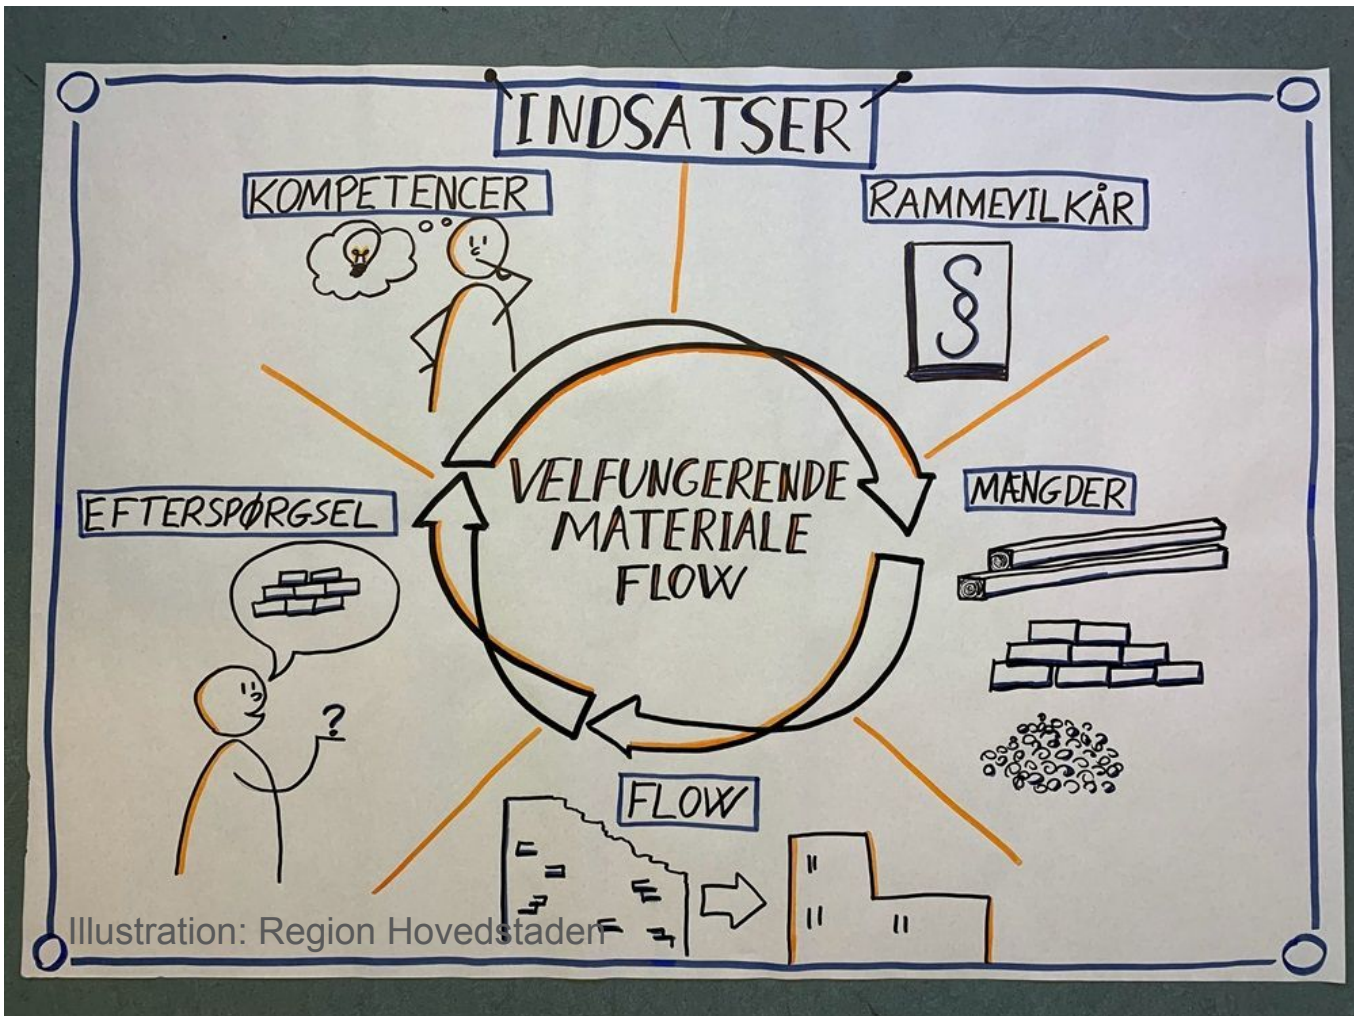 INDSATSER
KOMPETENCER
RAMMEVILKÅR
§
VELFUNGERENDE
MATERIALE
FLOW
EFTERSPØRGSEL
MÆNGDER
?
FLOW
Illustration: Region Hovedstaden